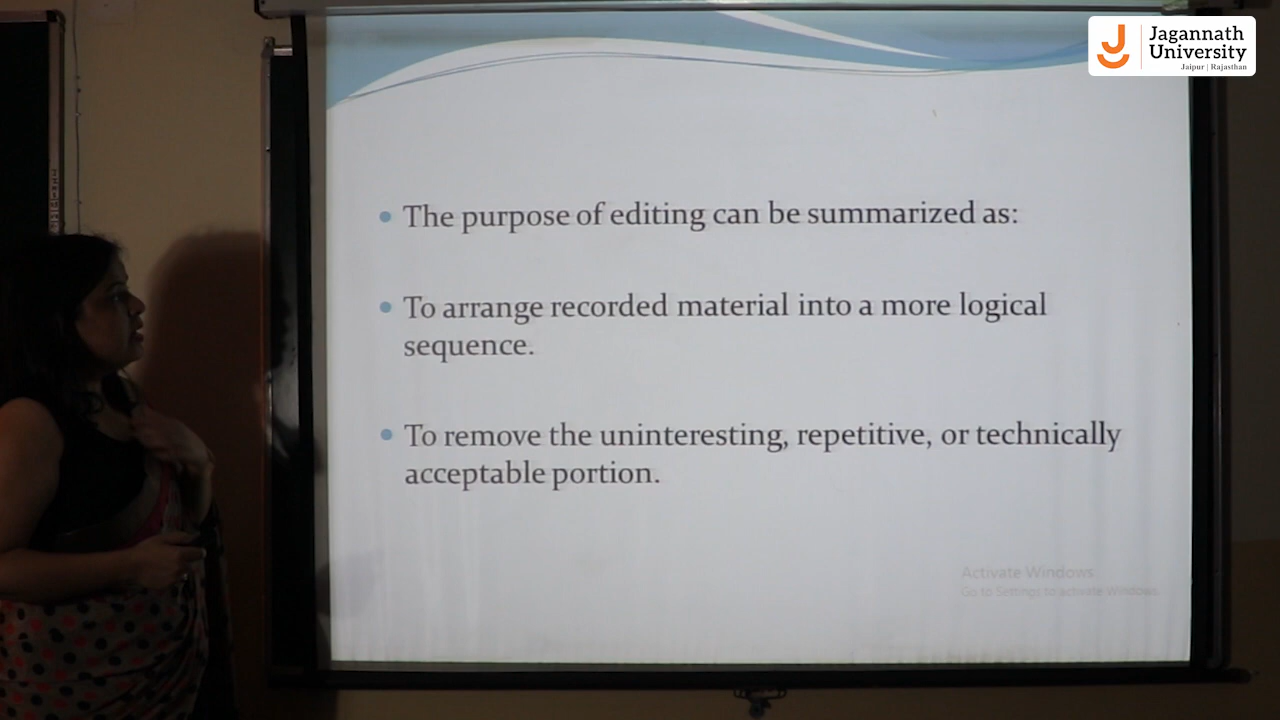 Jagannath
University
Jaipur | Rajasthan
The purpose of editing can be summarized as:
To arrange recorded material into a more logical
sequence.
To remove the uninteresting, repetitive, or technically
acceptable portion.
Activate Windows
Go to Settings to activate Windows.